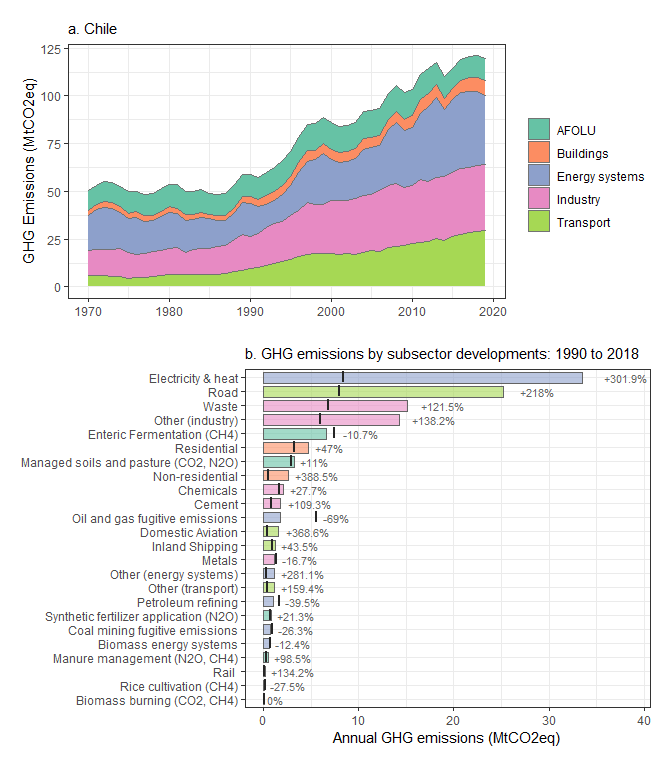 a. Chile
GHG Emissions (MtCO2eq)
125
100
75
50
25
0
1970
1980
1990
2000
2010
2020
AFOLU
Buildings
Energy systems
Industry
Transport
b. GHG emissions by subsector developments: 1990 to 2018
Electricity & heat +301.9%
Road +218%
Waste +121.5%
Other (industry) +138.2%
Enteric Fermentation (CH4) -10.7%
Residential +47%
Managed soils and pasture (CO2, N2O) +11%
Non-residential +388.5%
Chemicals +27.7%
Cement +109.3%
Oil and gas fugitive emissions -69%
Domestic Aviation +368.6%
Inland Shipping +43.5%
Metals -16.7%
Other (energy systems) +281.1%
Other (transport) +159.4%
Petroleum refining -39.5%
Synthetic fertilizer application (N2O) +21.3%
Coal mining fugitive emissions -26.3%
Biomass energy systems -12.4%
Manure management (N2O, CH4) +98.5%
Rail +134.2%
Rice cultivation (CH4) -27.5%
Biomass burning (CO2, CH4) 0%
0
10
20
30
40
Annual GHG emissions (MtCO2eq)